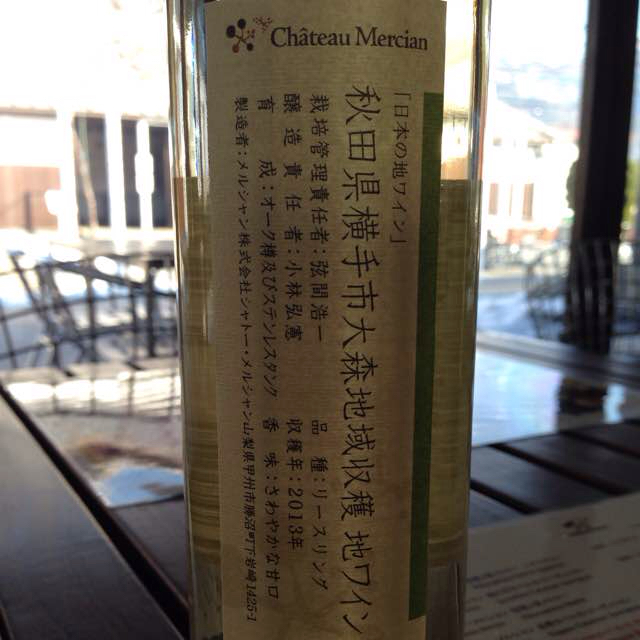 Château Mercian
「日本の地ワイン」
秋田県横手市大森地域収穫 地ワイン
栽培管理責任者:弦間浩一 品種:リースリング
醸造責任者:小林弘憲 収穫年:2018年
育成:オーク樽及びステンレスタンク 香味:さわやかな甘口
製造者:メルシャン株式会社シャトー・メルシャン山梨県甲州市勝沼町下岩崎1425-1